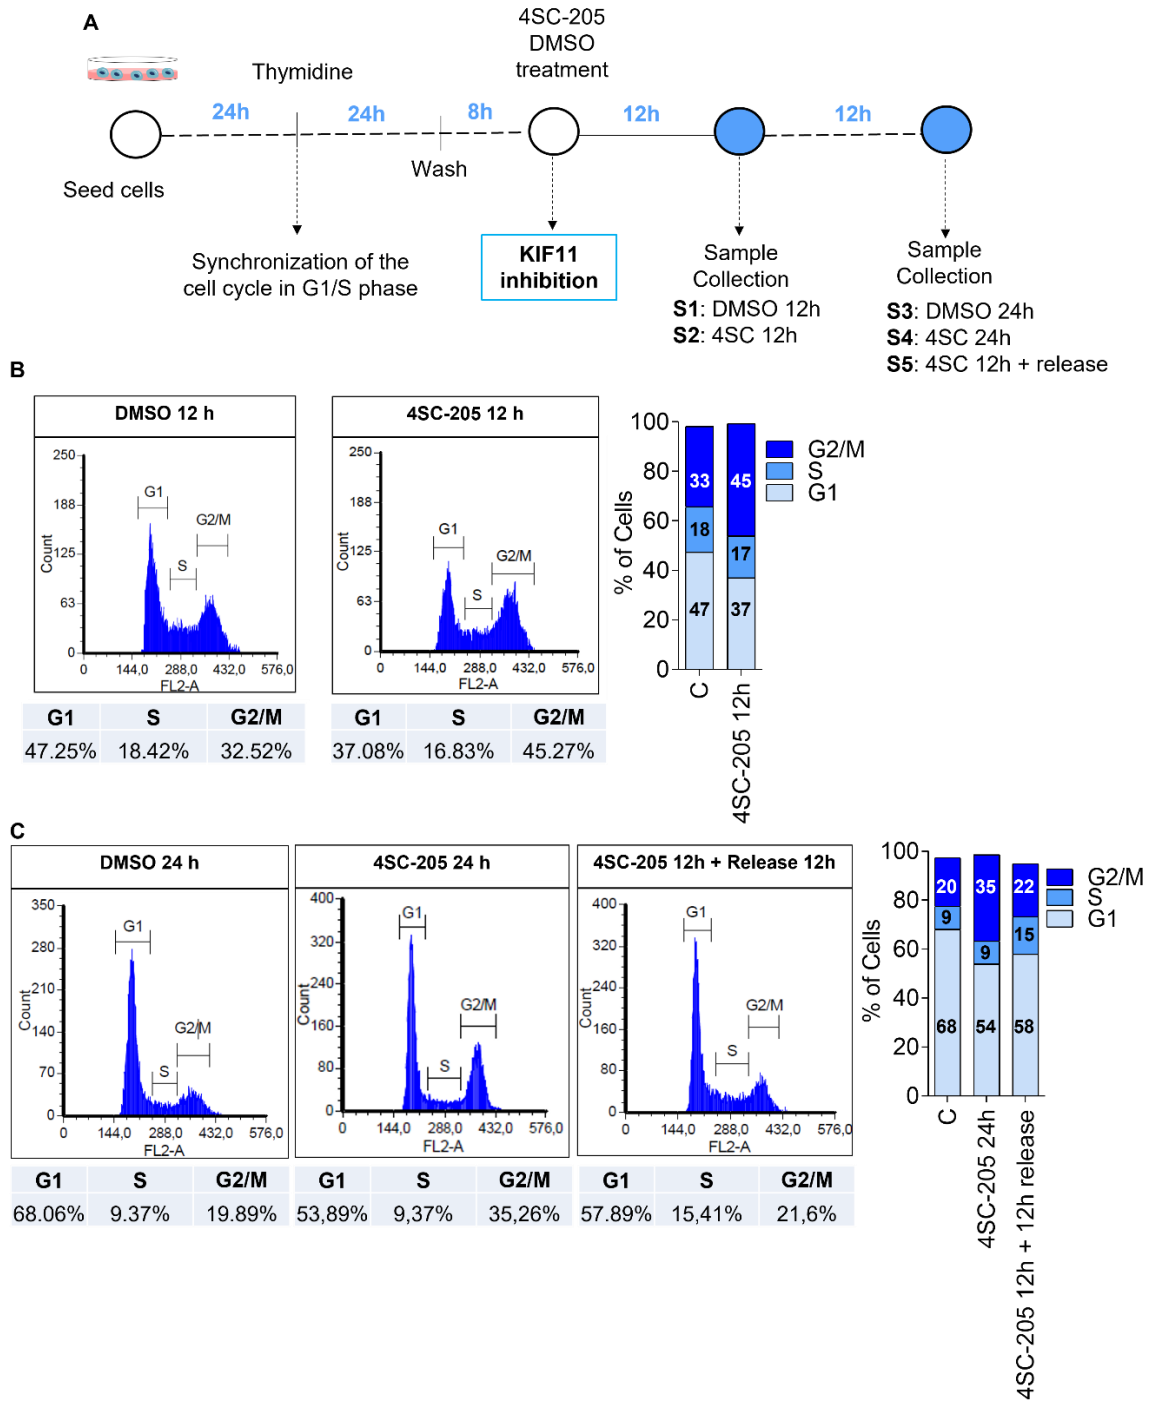 A
4SC-205
DMSO
treatment
Thymidine
24h
24h
8h
12h
12h
Wash
Seed cells
Synchronization of the
cell cycle in G1/S phase
KIF11
inhibition
Sample
Collection
S1: DMSO 12h
S2: 4SC 12h
Sample
Collection
S3: DMSO 24h
S4: 4SC 24h
S5: 4SC 12h + release
B
DMSO 12 h
250
188
125
63
0
Count
G1
S
G2/M
0 144,0 288,0 432,0 576,0
FL2-A
G1 S G2/M
47.25% 18.42% 32.52%
4SC-205 12 h
250
188
125
63
0
Count
G1
S
G2/M
0 144,0 288,0 432,0 576,0
FL2-A
G1 S G2/M
37.08% 16.83% 45.27%
100
80
60
40
20
0
% of Cells
33 45
18 17
47 37
G2/M
S
G1
C
4SC-205 12h
C
DMSO 24 h
350
280
210
140
70
0
Count
G1
S
G2/M
0 144,0 288,0 432,0 576,0
FL2-A
G1 S G2/M
68.06% 9.37% 19.89%
4SC-205 24 h
400
320
240
160
80
0
Count
G1
S
G2/M
0 144,0 288,0 432,0 576,0
FL2-A
G1 S G2/M
53,89% 9,37% 35,26%
4SC-205 12h + Release 12h
400
320
240
160
80
0
Count
G1
S
G2/M
0 144,0 288,0 432,0 576,0
FL2-A
G1 S G2/M
57.89% 15,41% 21,6%
100
80
60
40
20
0
% of Cells
20 35 22
9 9 15
68 54 58
G2/M
S
G1
C
4SC-205 24h
4SC-205 12h + 12h release